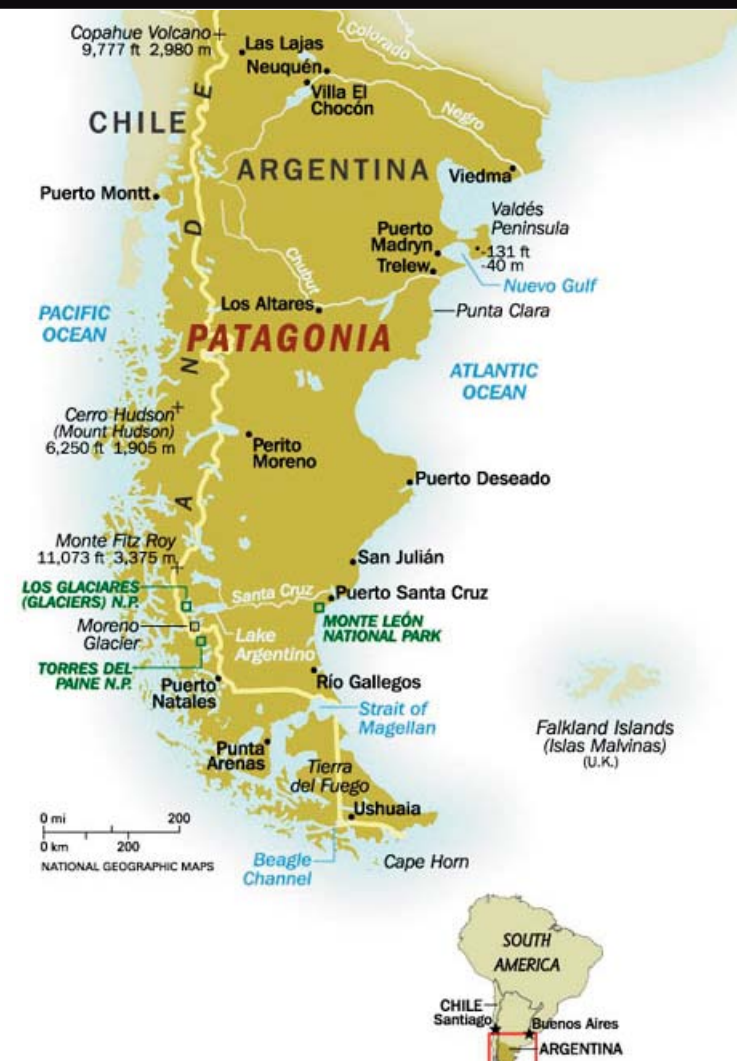 Copahue Volcano
9,777 ft 2,980 m
Las Lajas
Colorado
Neuquén
Villa El
Chocón
Negro
CHILE
ARGENTINA
Viedma
Puerto Montt
Valdés
Peninsula
Puerto
Madryn
-131 ft
-40 m
Trelew
Nuevo Gulf
Chubut
Los Altares
Punta Clara
PACIFIC
OCEAN
PATAGONIA
ATLANTIC
OCEAN
ANDE
Cerro Hudson
(Mount Hudson)
6,250 ft 1,905 m
Perito
Moreno
Puerto Deseado
Monte Fitz Roy
11,073 ft 3,375 m
San Julián
LOS GLACIARES
(GLACIERS) N.P.
Santa Cruz
Puerto Santa Cruz
MONTE LEÓN
NATIONAL PARK
Moreno
Glacier
Lake
Argentino
TORRES DEL
PAINE N.P.
Puerto
Natales
Río Gallegos
Strait of
Magellan
Falkland Islands
(Islas Malvinas)
(U.K.)
Punta
Arenas
Tierra
del Fuego
Ushuaia
0 mi 200
0 km 200
NATIONAL GEOGRAPHIC MAPS
Beagle
Channel
Cape Horn
SOUTH
AMERICA
CHILE
Santiago
Buenos Aires
ARGENTINA